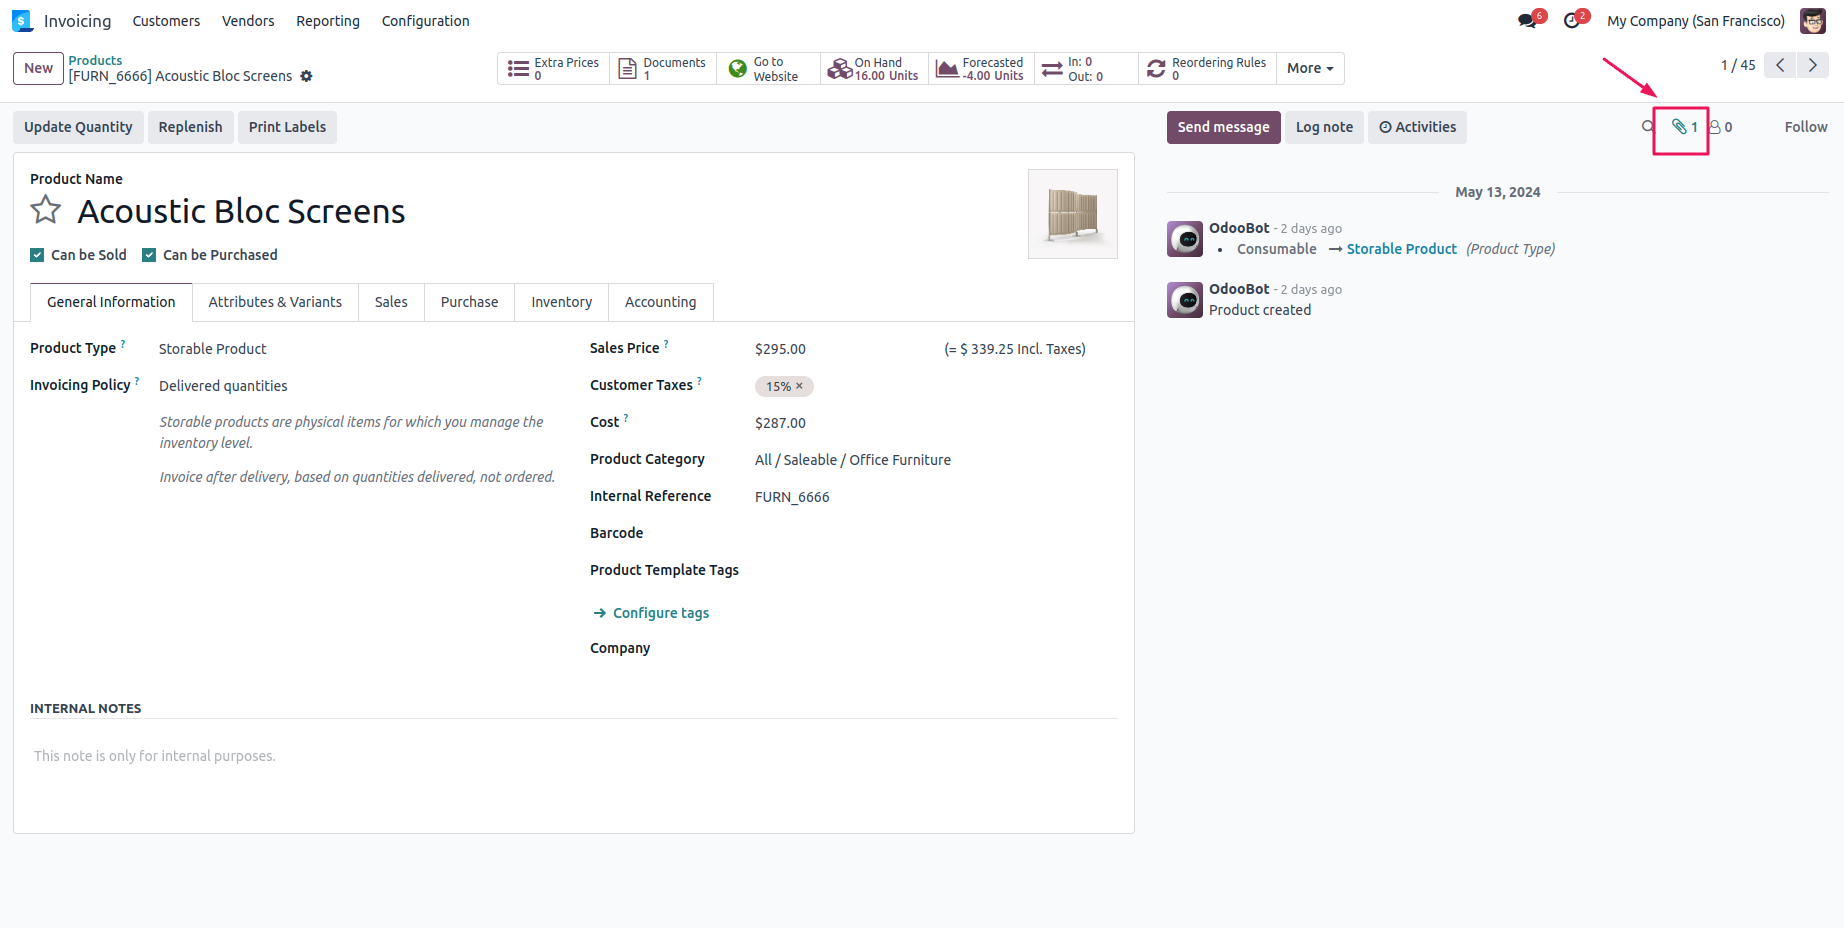 Invoicing Customers Vendors Reporting Configuration 6 2 My Company (San Francisco)
New Products
[FURN_6666] Acoustic Bloc Screens
Extra Prices 0
Documents 1
Go to Website
On Hand 16.00 Units
Forecasted -4.00 Units
In: 0
Out: 0
Reordering Rules 0
More
1 / 45
Update Quantity Replenish Print Labels
Send message Log note Activities 1 0 Follow
Product Name
Acoustic Bloc Screens
Can be Sold Can be Purchased
General Information Attributes & Variants Sales Purchase Inventory Accounting
Product Type ? Storable Product
Invoicing Policy ? Delivered quantities
Storable products are physical items for which you manage the
inventory level.
Invoice after delivery, based on quantities delivered, not ordered.
Sales Price ? $295.00 (= $ 339.25 Incl. Taxes)
Customer Taxes ? 15% ×
Cost ? $287.00
Product Category All / Saleable / Office Furniture
Internal Reference FURN_6666
Barcode
Product Template Tags
Configure tags
Company
INTERNAL NOTES
This note is only for internal purposes.
May 13, 2024
OdooBot - 2 days ago
• Consumable → Storable Product (Product Type)
OdooBot - 2 days ago
Product created